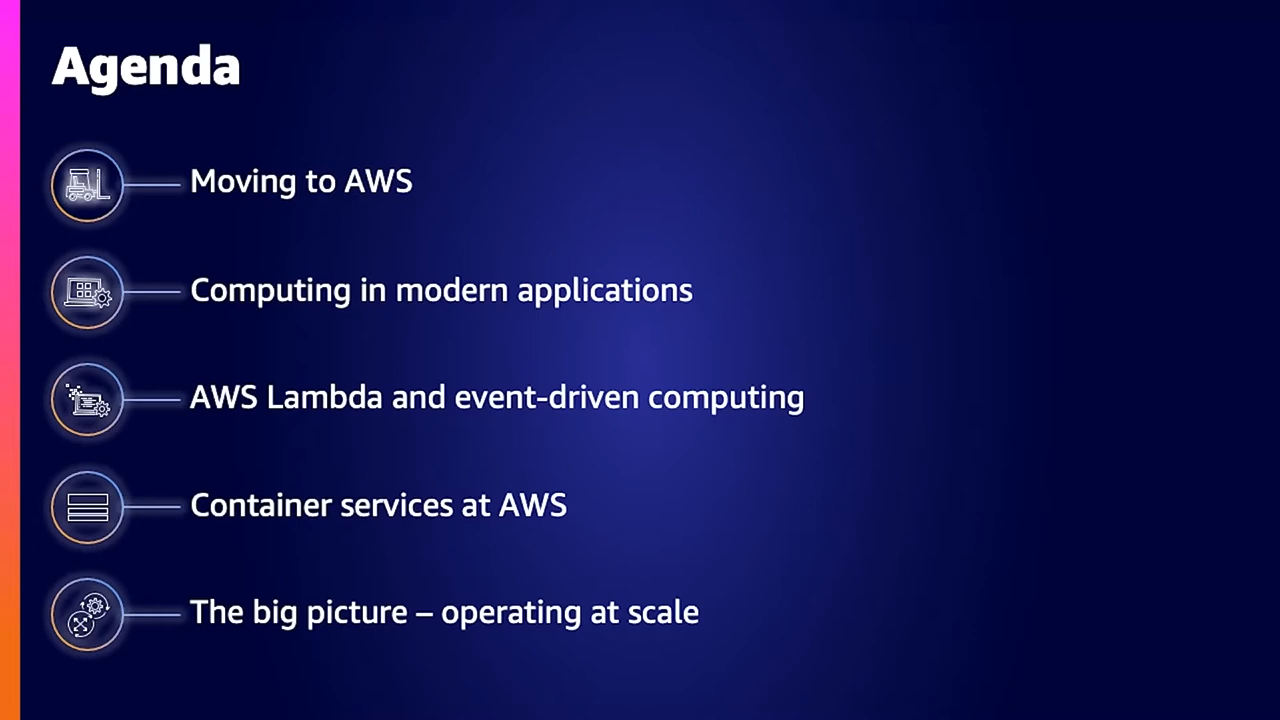 Agenda
Moving to AWS
Computing in modern applications
AWS Lambda and event-driven computing
Container services at AWS
The big picture – operating at scale